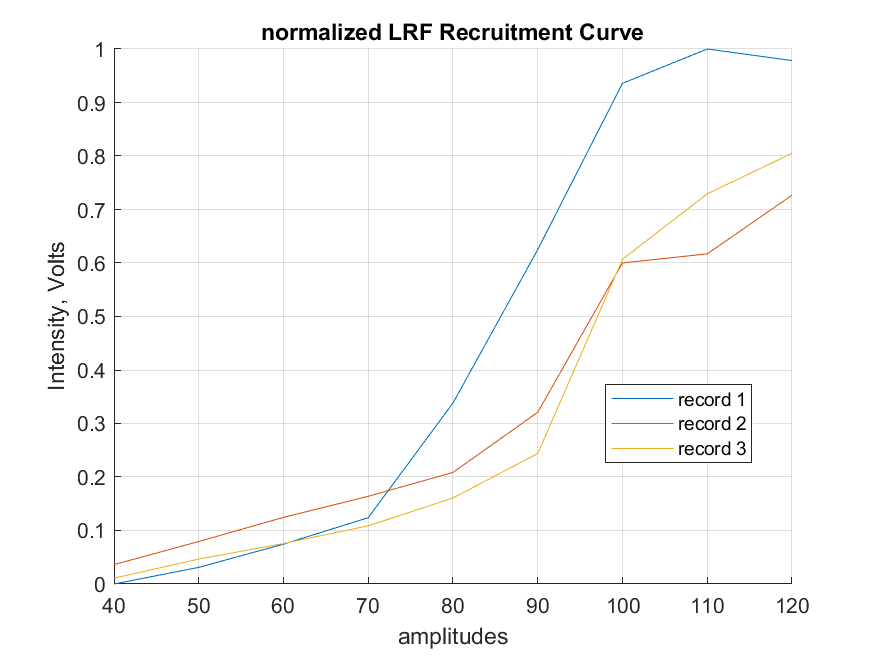 normalized LRF Recruitment Curve
1
0.9
0.8
0.7
0.6
0.5
0.4
0.3
0.2
0.1
0
Intensity, Volts
record 1
record 2
record 3
40 50 60 70 80 90 100 110 120
amplitudes